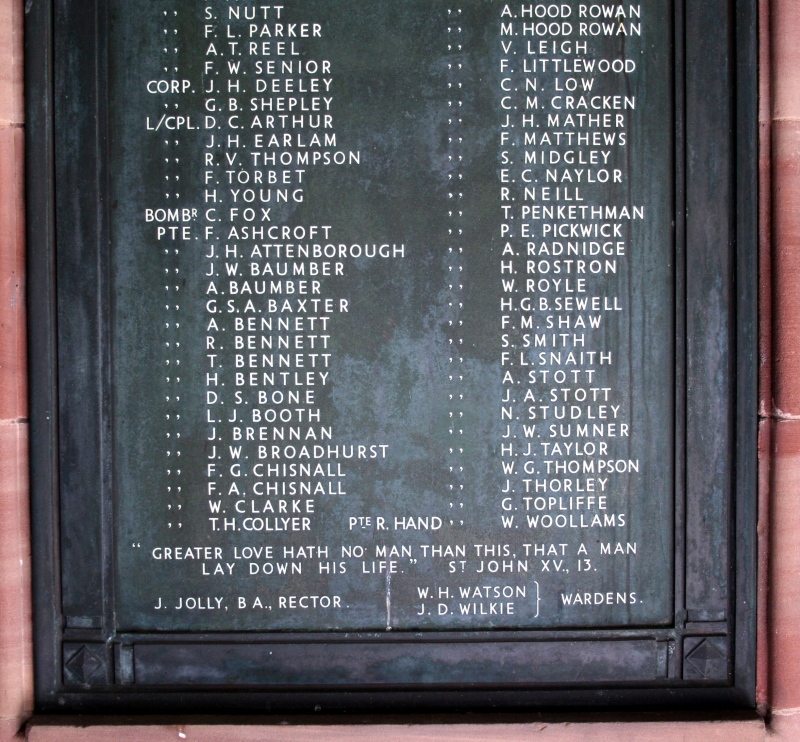 ,, S. NUTT
,, F. L. PARKER
,, A. T. REEL
,, F. W. SENIOR
CORP. J. H. DEELEY
,, G. B. SHEPLEY
L/CPL. D. C. ARTHUR
,, J. H. EARLAM
,, R. V. THOMPSON
,, F. TORBET
,, H. YOUNG
BOMBR C. FOX
PTE. F. ASHCROFT
,, J. H. ATTENBOROUGH
,, J. W. BAUMBER
,, A. BAUMBER
,, G. S. A. BAXTER
,, A. BENNETT
,, R. BENNETT
,, T. BENNETT
,, H. BENTLEY
,, D. S. BONE
,, L. J. BOOTH
,, J. BRENNAN
,, J. W. BROADHURST
,, F. G. CHISNALL
,, F. A. CHISNALL
,, W. CLARKE
,, T. H. COLLYER PTE R. HAND
,, A. HOOD ROWAN
,, M. HOOD ROWAN
,, V. LEIGH
,, F. LITTLEWOOD
,, C. N. LOW
,, C. M. CRACKEN
,, J. H. MATHER
,, F. MATTHEWS
,, S. MIDGLEY
,, E. C. NAYLOR
,, R. NEILL
,, T. PENKETHMAN
,, P. E. PICKWICK
,, A. RADNIDGE
,, H. ROSTRON
,, W. ROYLE
,, H. G. B. SEWELL
,, F. M. SHAW
,, S. SMITH
,, F. L. SNAITH
,, A. STOTT
,, J. A. STOTT
,, N. STUDLEY
,, J. W. SUMNER
,, H. J. TAYLOR
,, W. G. THOMPSON
,, J. THORLEY
,, G. TOPLIFFE
,, W. WOOLLAMS
“ GREATER LOVE HATH NO MAN THAN THIS, THAT A MAN
LAY DOWN HIS LIFE.” ST JOHN XV., 13.
J. JOLLY, B A., RECTOR.
W. H. WATSON
J. D. WILKIE } WARDENS.